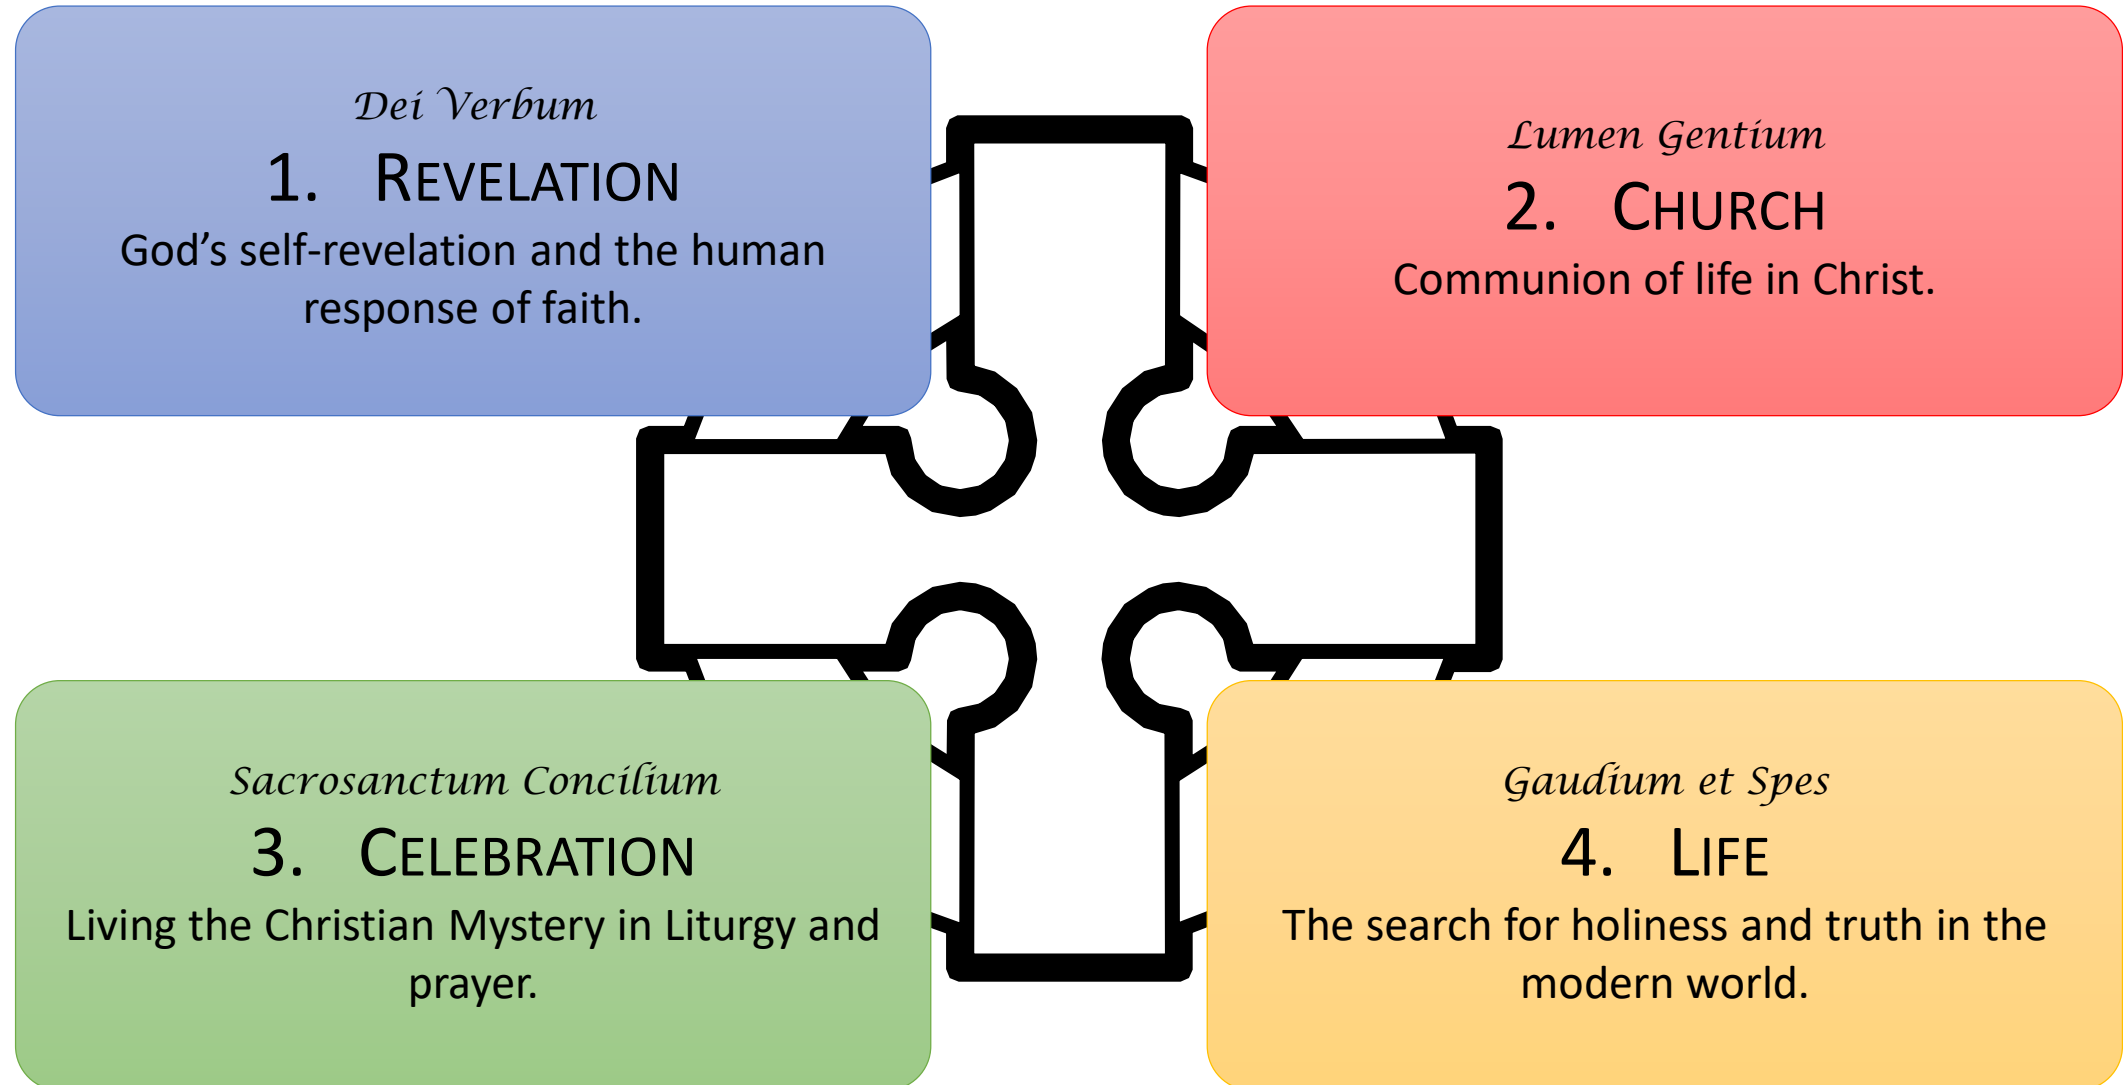 Dei Verbum
1. REVELATION
God’s self-revelation and the human
response of faith.
Lumen Gentium
2. CHURCH
Communion of life in Christ.
Sacrosanctum Concilium
3. CELEBRATION
Living the Christian Mystery in Liturgy and
prayer.
Gaudium et Spes
4. LIFE
The search for holiness and truth in the
modern world.